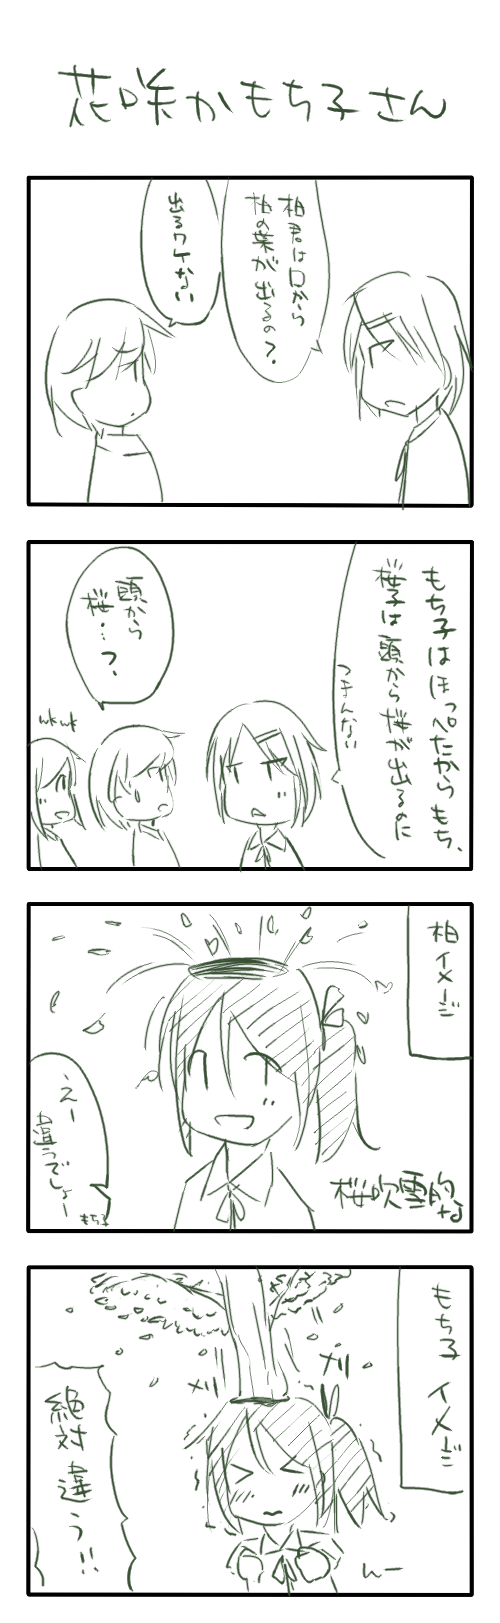 花咲かもち子さん
柏君は口から
柏の葉が出るの?
出るワケない
もち子はほっぺたからもち、
桜子は頭から桜が出るのに
つまんない
頭から
桜…?
wkwk
柏イメージ
桜吹雪的な
えー
違うでしょー
もち子
もち子イメージ
メリ
メリ
んー
絶対違う!!